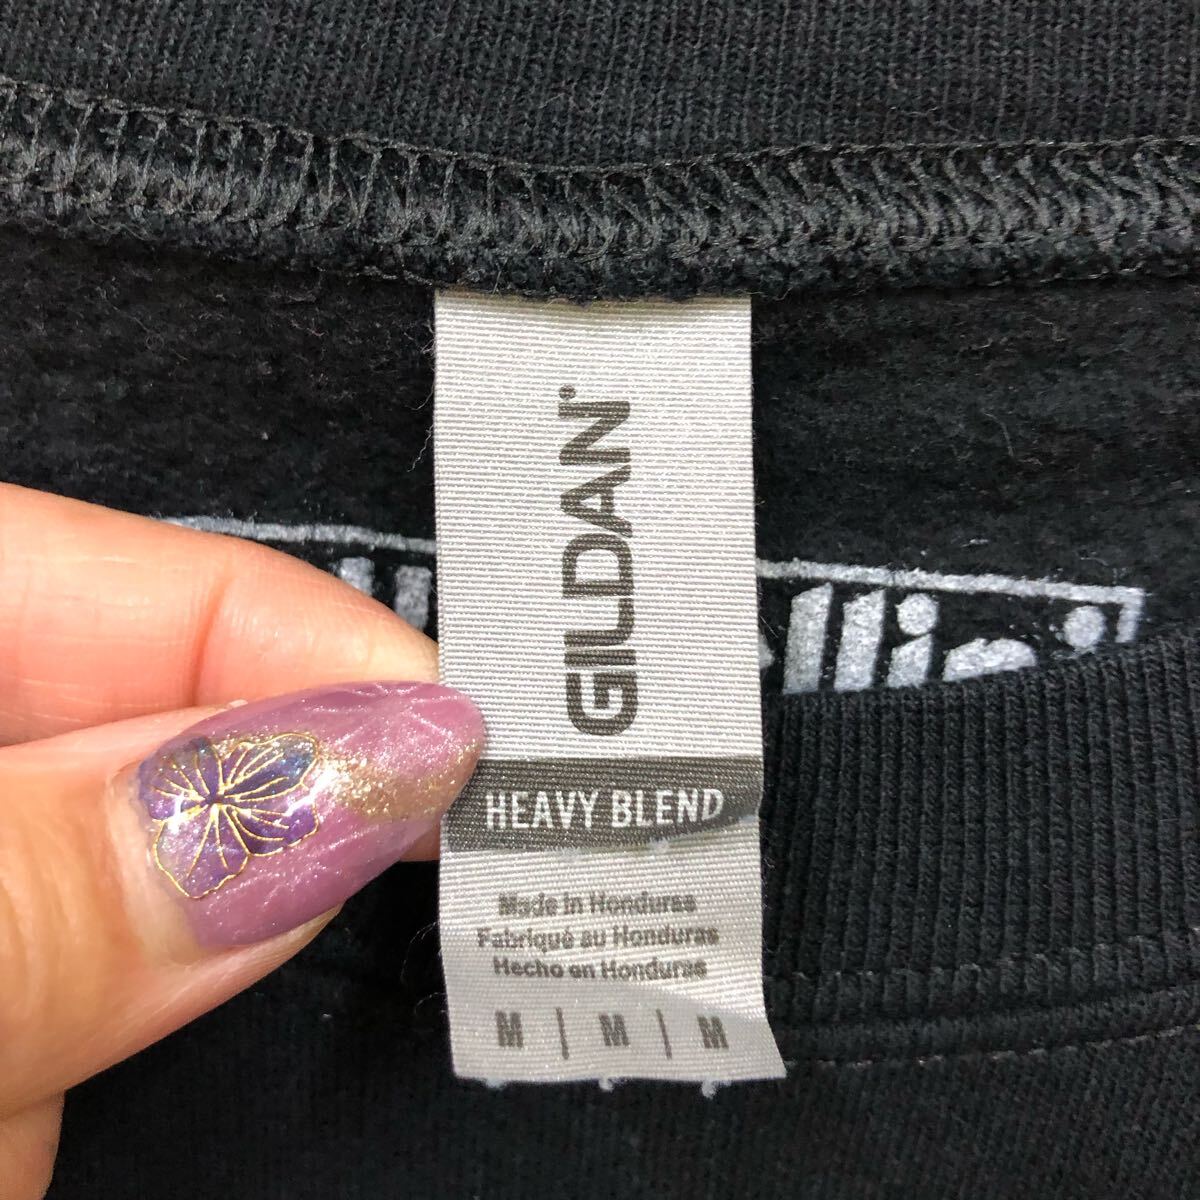 GILDAN®
HEAVY BLEND
Made in Honduras
Fabriqué au Honduras
Hecho en Honduras
M | M | M